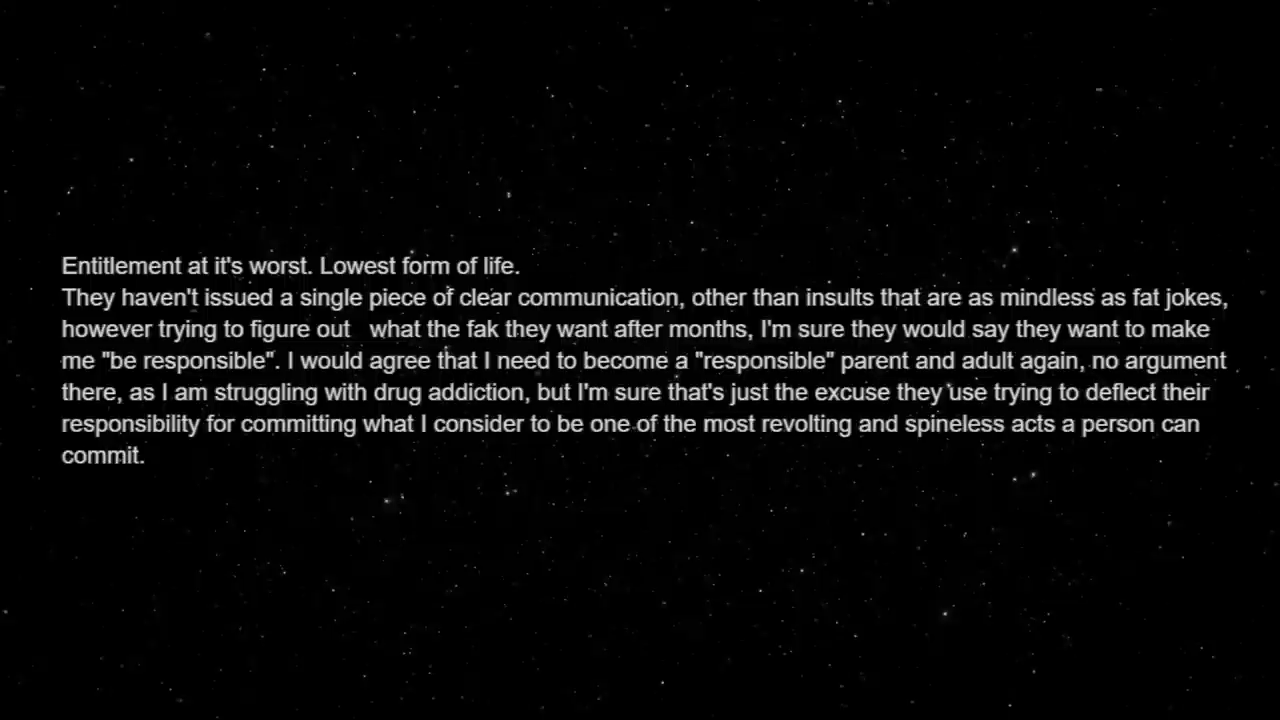 Entitlement at it's worst. Lowest form of life.
They haven't issued a single piece of clear communication, other than insults that are as mindless as fat jokes,
however trying to figure out   what the fak they want after months, I'm sure they would say they want to make
me "be responsible". I would agree that I need to become a "responsible" parent and adult again, no argument
there, as I am struggling with drug addiction, but I'm sure that's just the excuse they use trying to deflect their
responsibility for committing what I consider to be one of the most revolting and spineless acts a person can
commit.